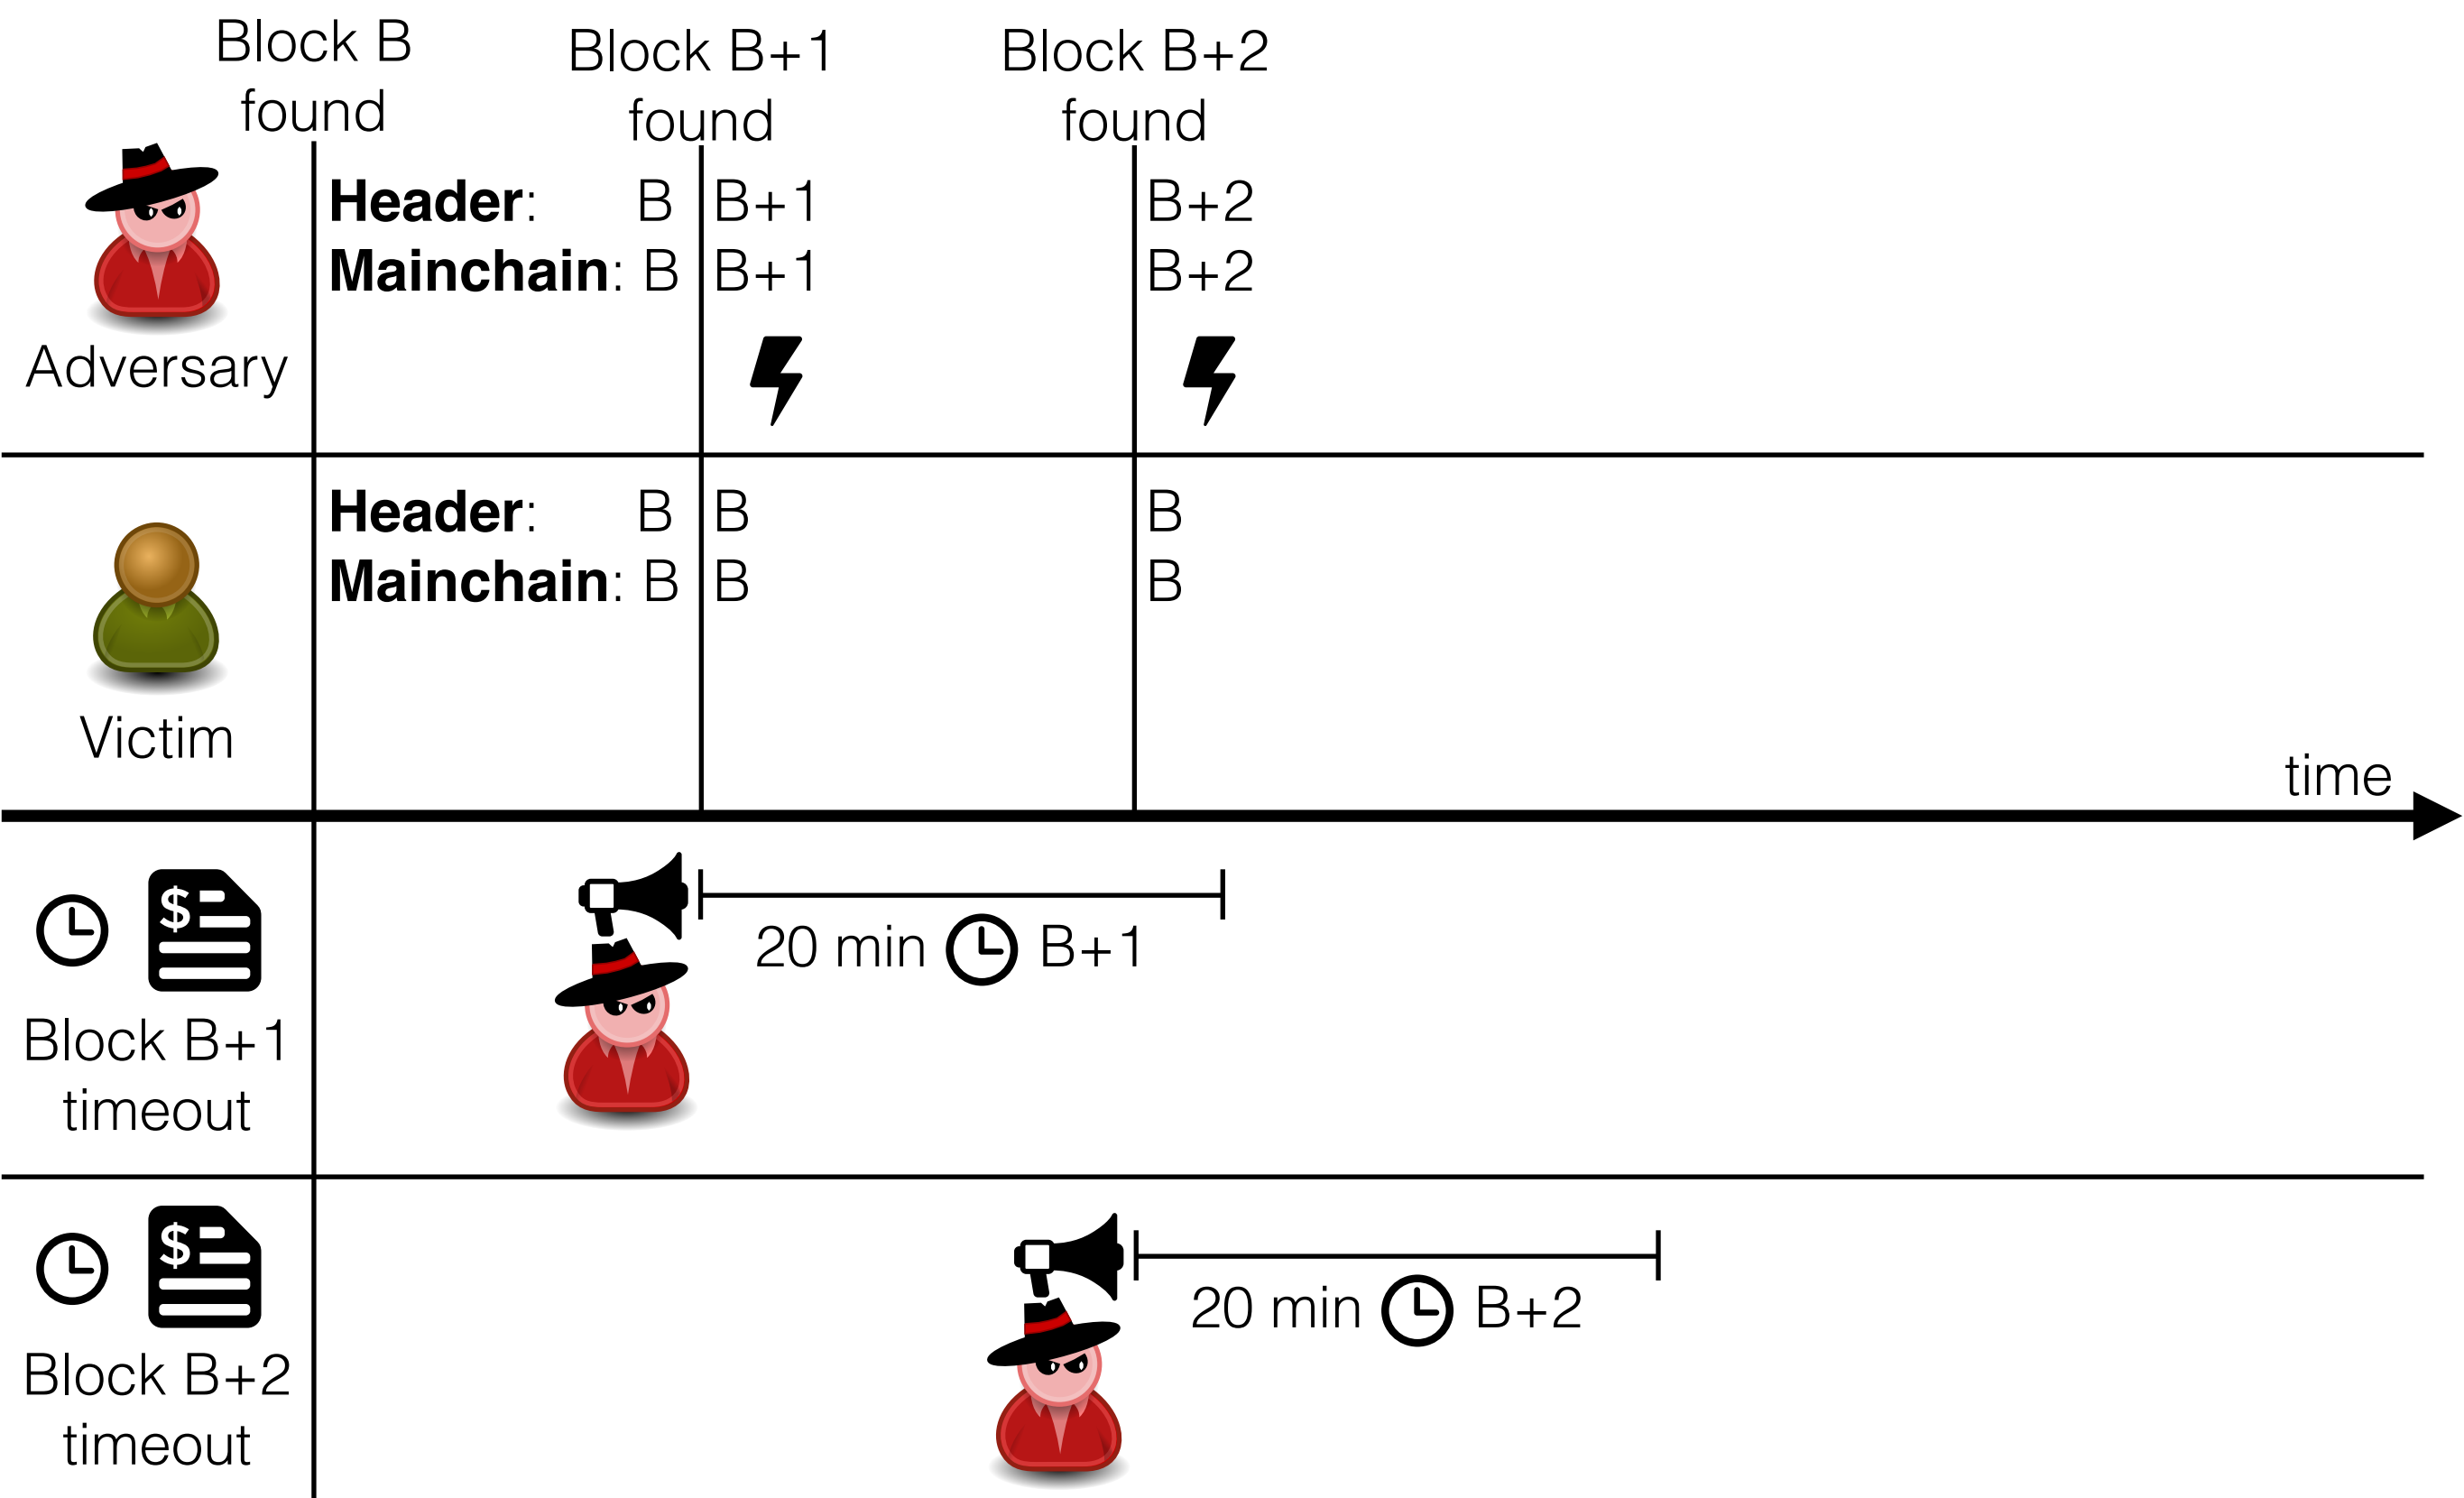 Block B
found
Block B+1
found
Block B+2
found
Header: B B+1 B+2
Mainchain: B B+1 B+2
Adversary
Header: B B B
Mainchain: B B B
Victim
time
$
20 min B+1
Block B+1
timeout
$
20 min B+2
Block B+2
timeout